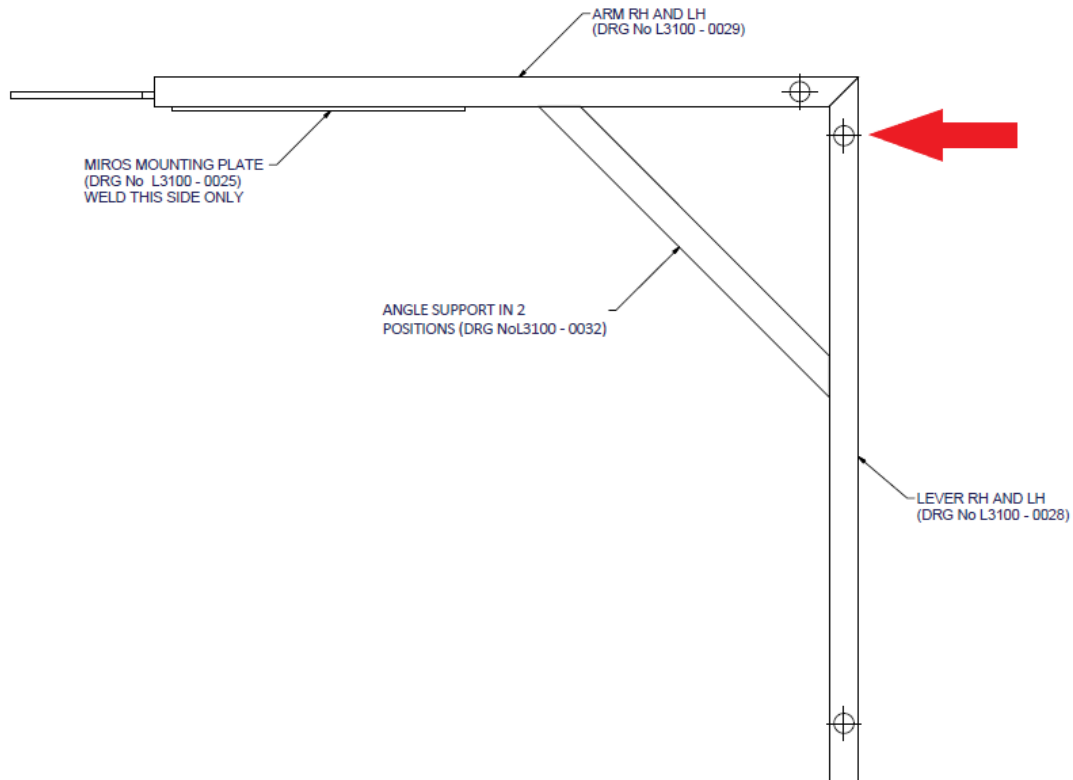 ARM RH AND LH
(DRG No L3100 - 0029)
MIROS MOUNTING PLATE
(DRG No L3100 - 0025)
WELD THIS SIDE ONLY
ANGLE SUPPORT IN 2
POSITIONS (DRG NoL3100 - 0032)
LEVER RH AND LH
(DRG No L3100 - 0028)